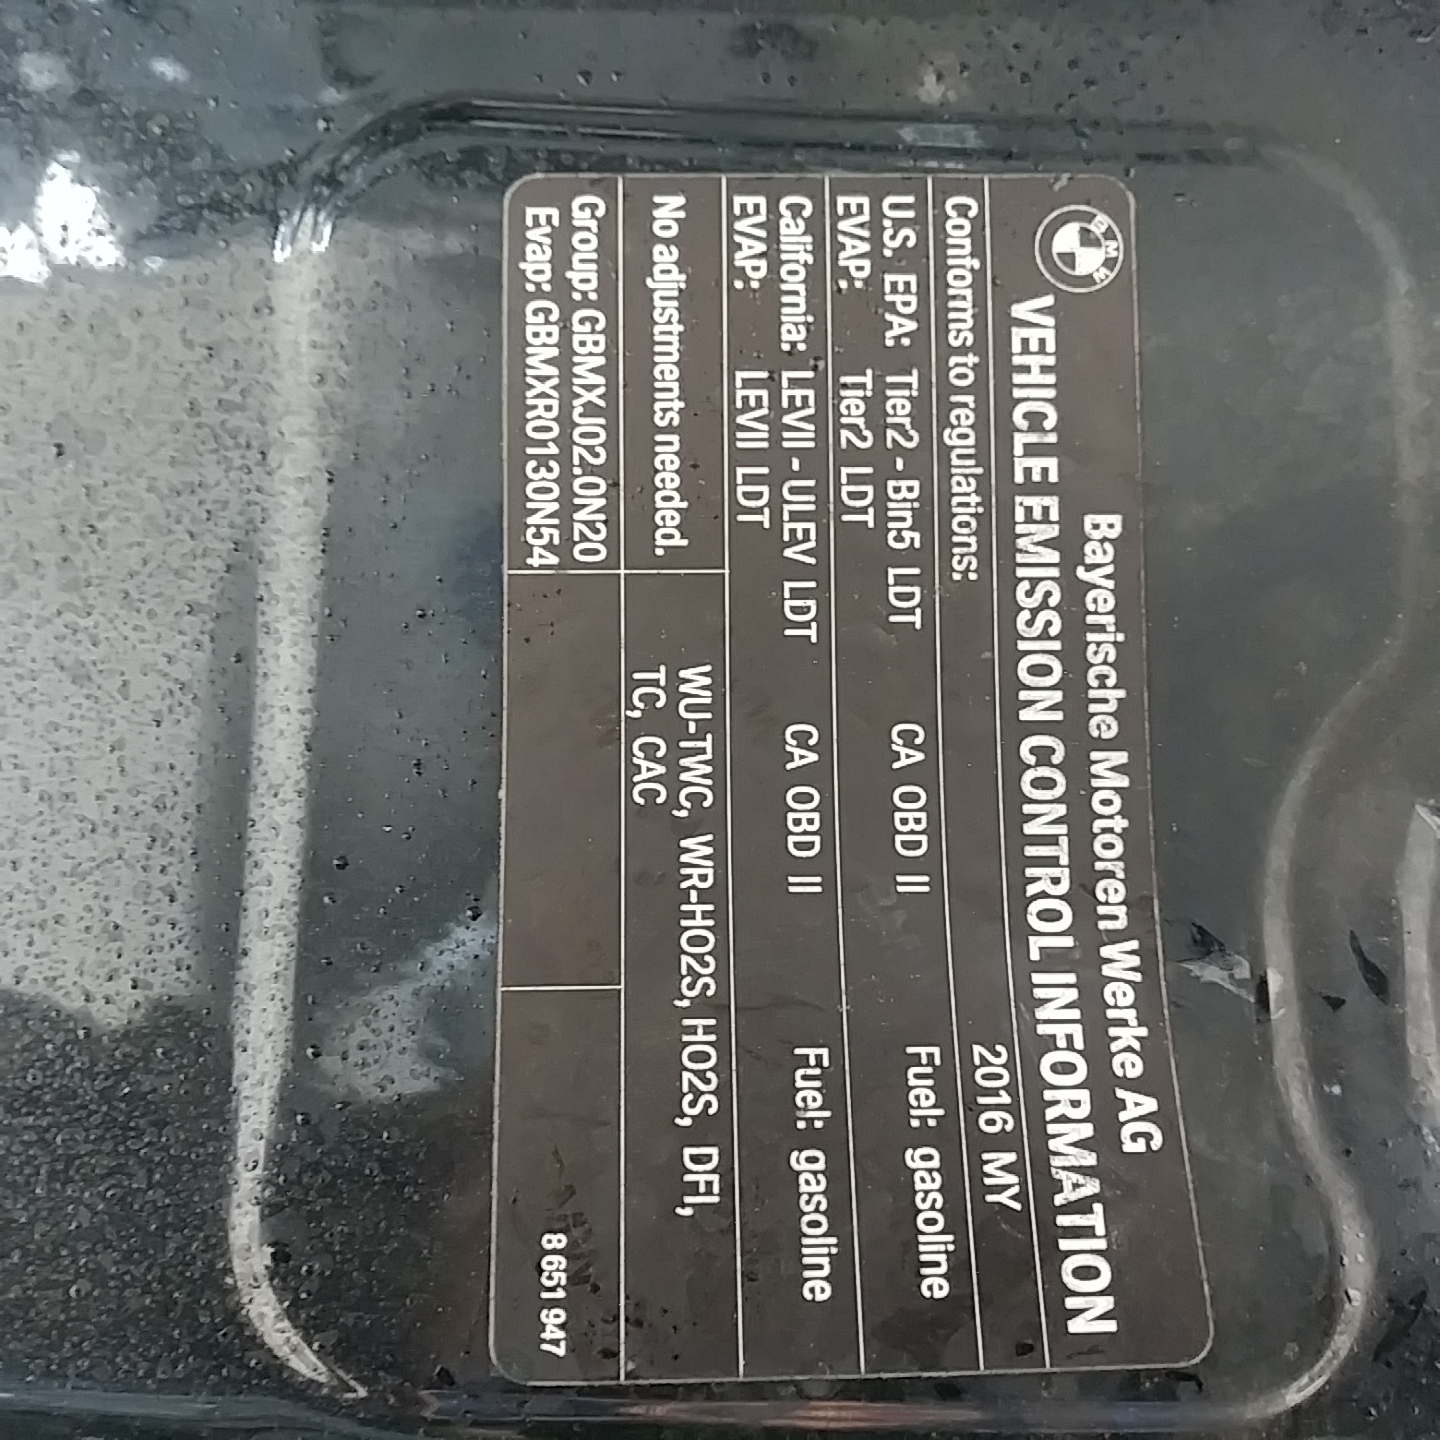 BMW
Bayerische Motoren Werke AG
VEHICLE EMISSION CONTROL INFORMATION
Conforms to regulations: 2016 MY
U.S. EPA: Tier2 - Bin5 LDT CA OBD II Fuel: gasoline
EVAP: Tier2 LDT
California: LEVII - ULEV LDT CA OBD II Fuel: gasoline
EVAP: LEVII LDT
No adjustments needed.
WU-TWC, WR-HO2S, HO2S, DFI,
TC, CAC
Group: GBMXJ02.0N20
Evap: GBMXR0130N54
8 651 947